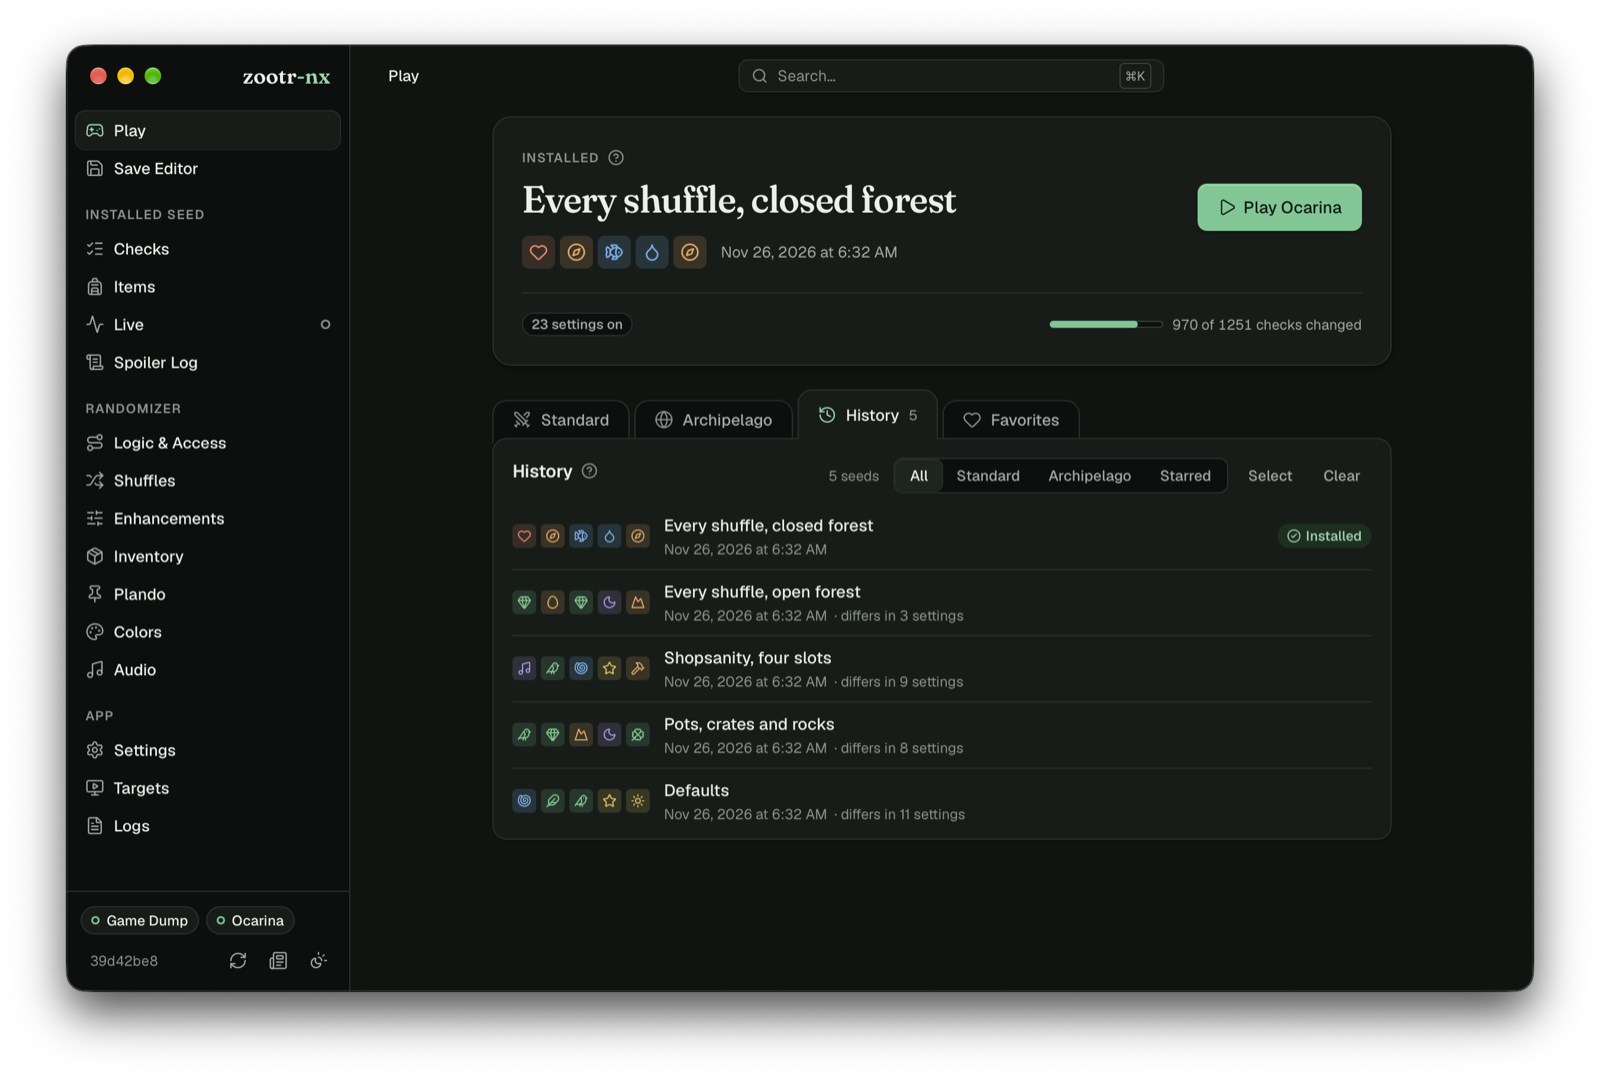 zootr-nx
Play
Save Editor
INSTALLED SEED
Checks
Items
Live
Spoiler Log
RANDOMIZER
Logic & Access
Shuffles
Enhancements
Inventory
Plando
Colors
Audio
APP
Settings
Targets
Logs
Game Dump
Ocarina
39d42be8
Play
Search...
⌘K
INSTALLED
Every shuffle, closed forest
Nov 26, 2026 at 6:32 AM
Play Ocarina
23 settings on
970 of 1251 checks changed
Standard
Archipelago
History 5
Favorites
History
5 seeds
All
Standard
Archipelago
Starred
Select
Clear
Every shuffle, closed forest
Nov 26, 2026 at 6:32 AM
Installed
Every shuffle, open forest
Nov 26, 2026 at 6:32 AM · differs in 3 settings
Shopsanity, four slots
Nov 26, 2026 at 6:32 AM · differs in 9 settings
Pots, crates and rocks
Nov 26, 2026 at 6:32 AM · differs in 8 settings
Defaults
Nov 26, 2026 at 6:32 AM · differs in 11 settings